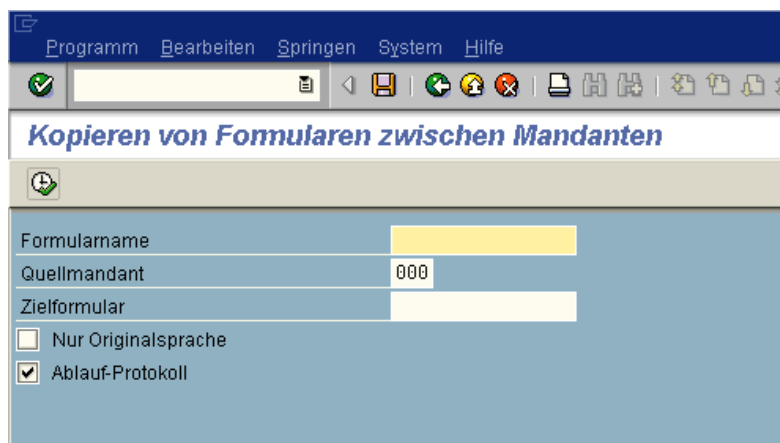 Programm Bearbeiten Springen System Hilfe
Kopieren von Formularen zwischen Mandanten
Formularname
Quellmandant 000
Zielformular
Nur Originalsprache
Ablauf-Protokoll